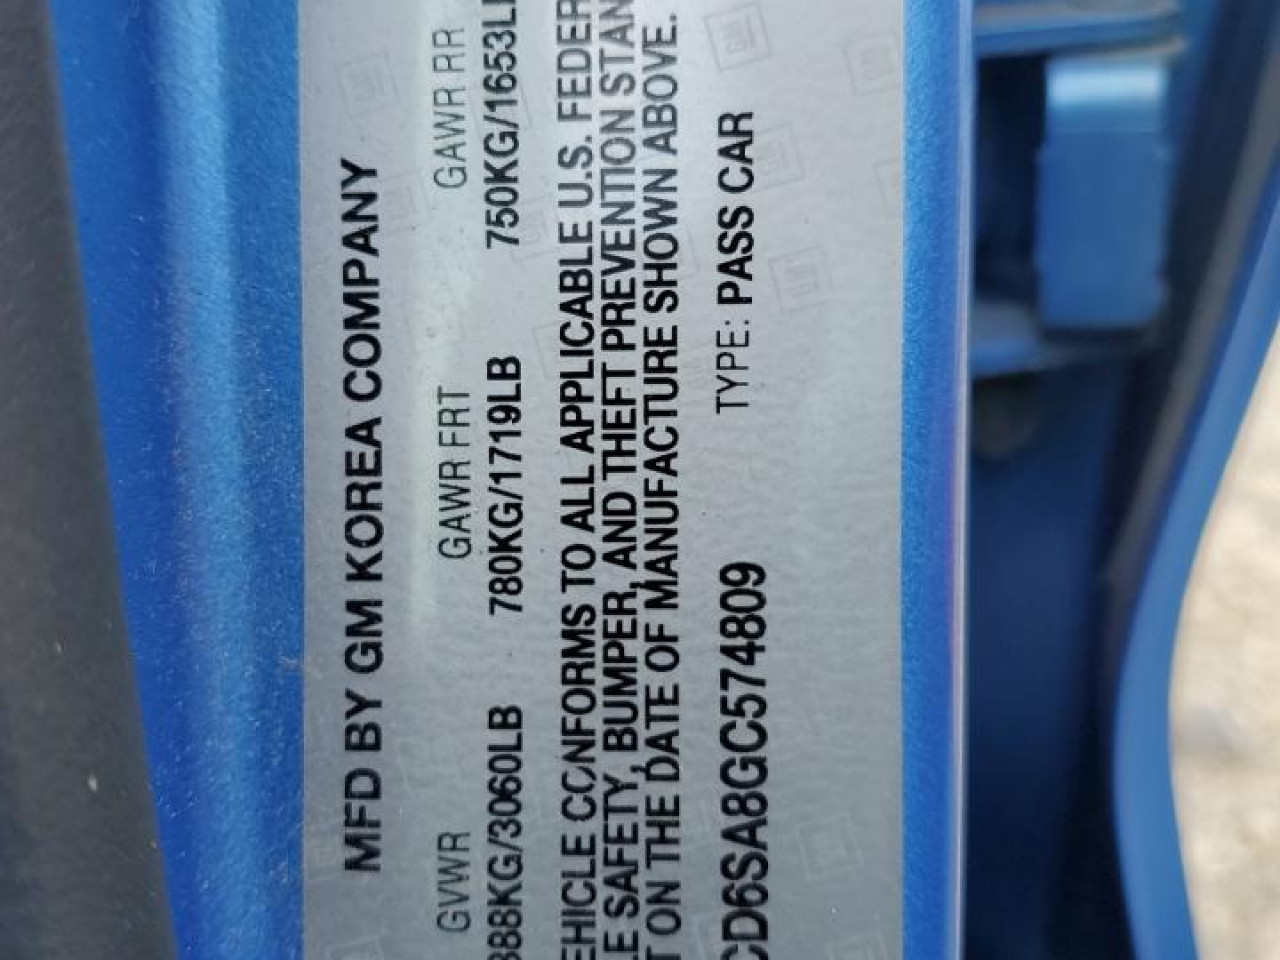 MFD BY GM KOREA COMPANY
GVWR GAWR FRT GAWR RR
388KG/3060LB 780KG/1719LB 750KG/1653L
EHICLE CONFORMS TO ALL APPLICABLE U.S. FEDER
LE SAFETY, BUMPER, AND THEFT PREVENTION STAN
T ON THE DATE OF MANUFACTURE SHOWN ABOVE.
CD6SA8GC574809 TYPE: PASS CAR